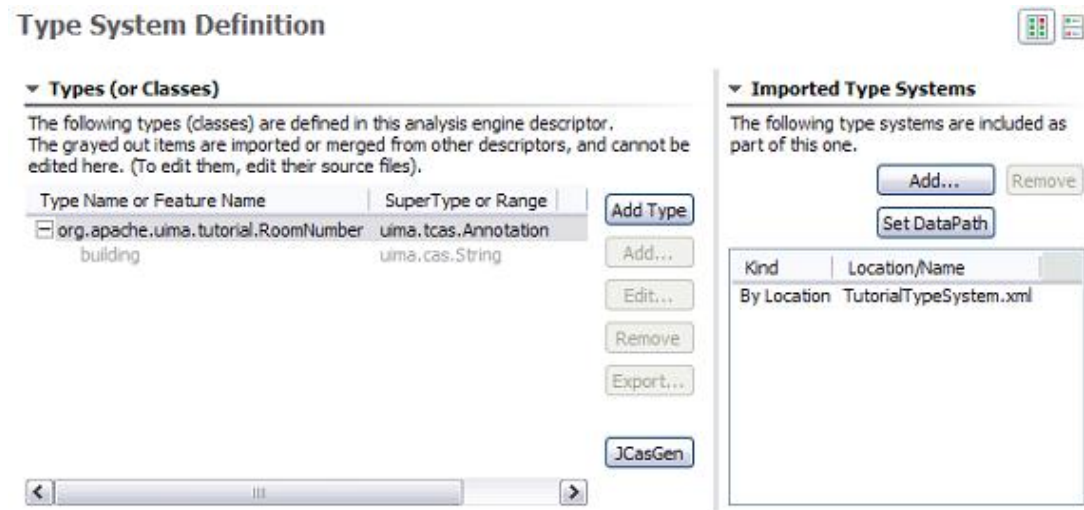 Type System Definition
Types (or Classes)
The following types (classes) are defined in this analysis engine descriptor.
The grayed out items are imported or merged from other descriptors, and cannot be
edited here. (To edit them, edit their source files).
Type Name or Feature Name SuperType or Range
org.apache.uima.tutorial.RoomNumber uima.tcas.Annotation
building uima.cas.String
Add Type
Add...
Edit...
Remove
Export...
JCasGen
Imported Type Systems
The following type systems are included as
part of this one.
Add... Remove
Set DataPath
Kind Location/Name
By Location TutorialTypeSystem.xml